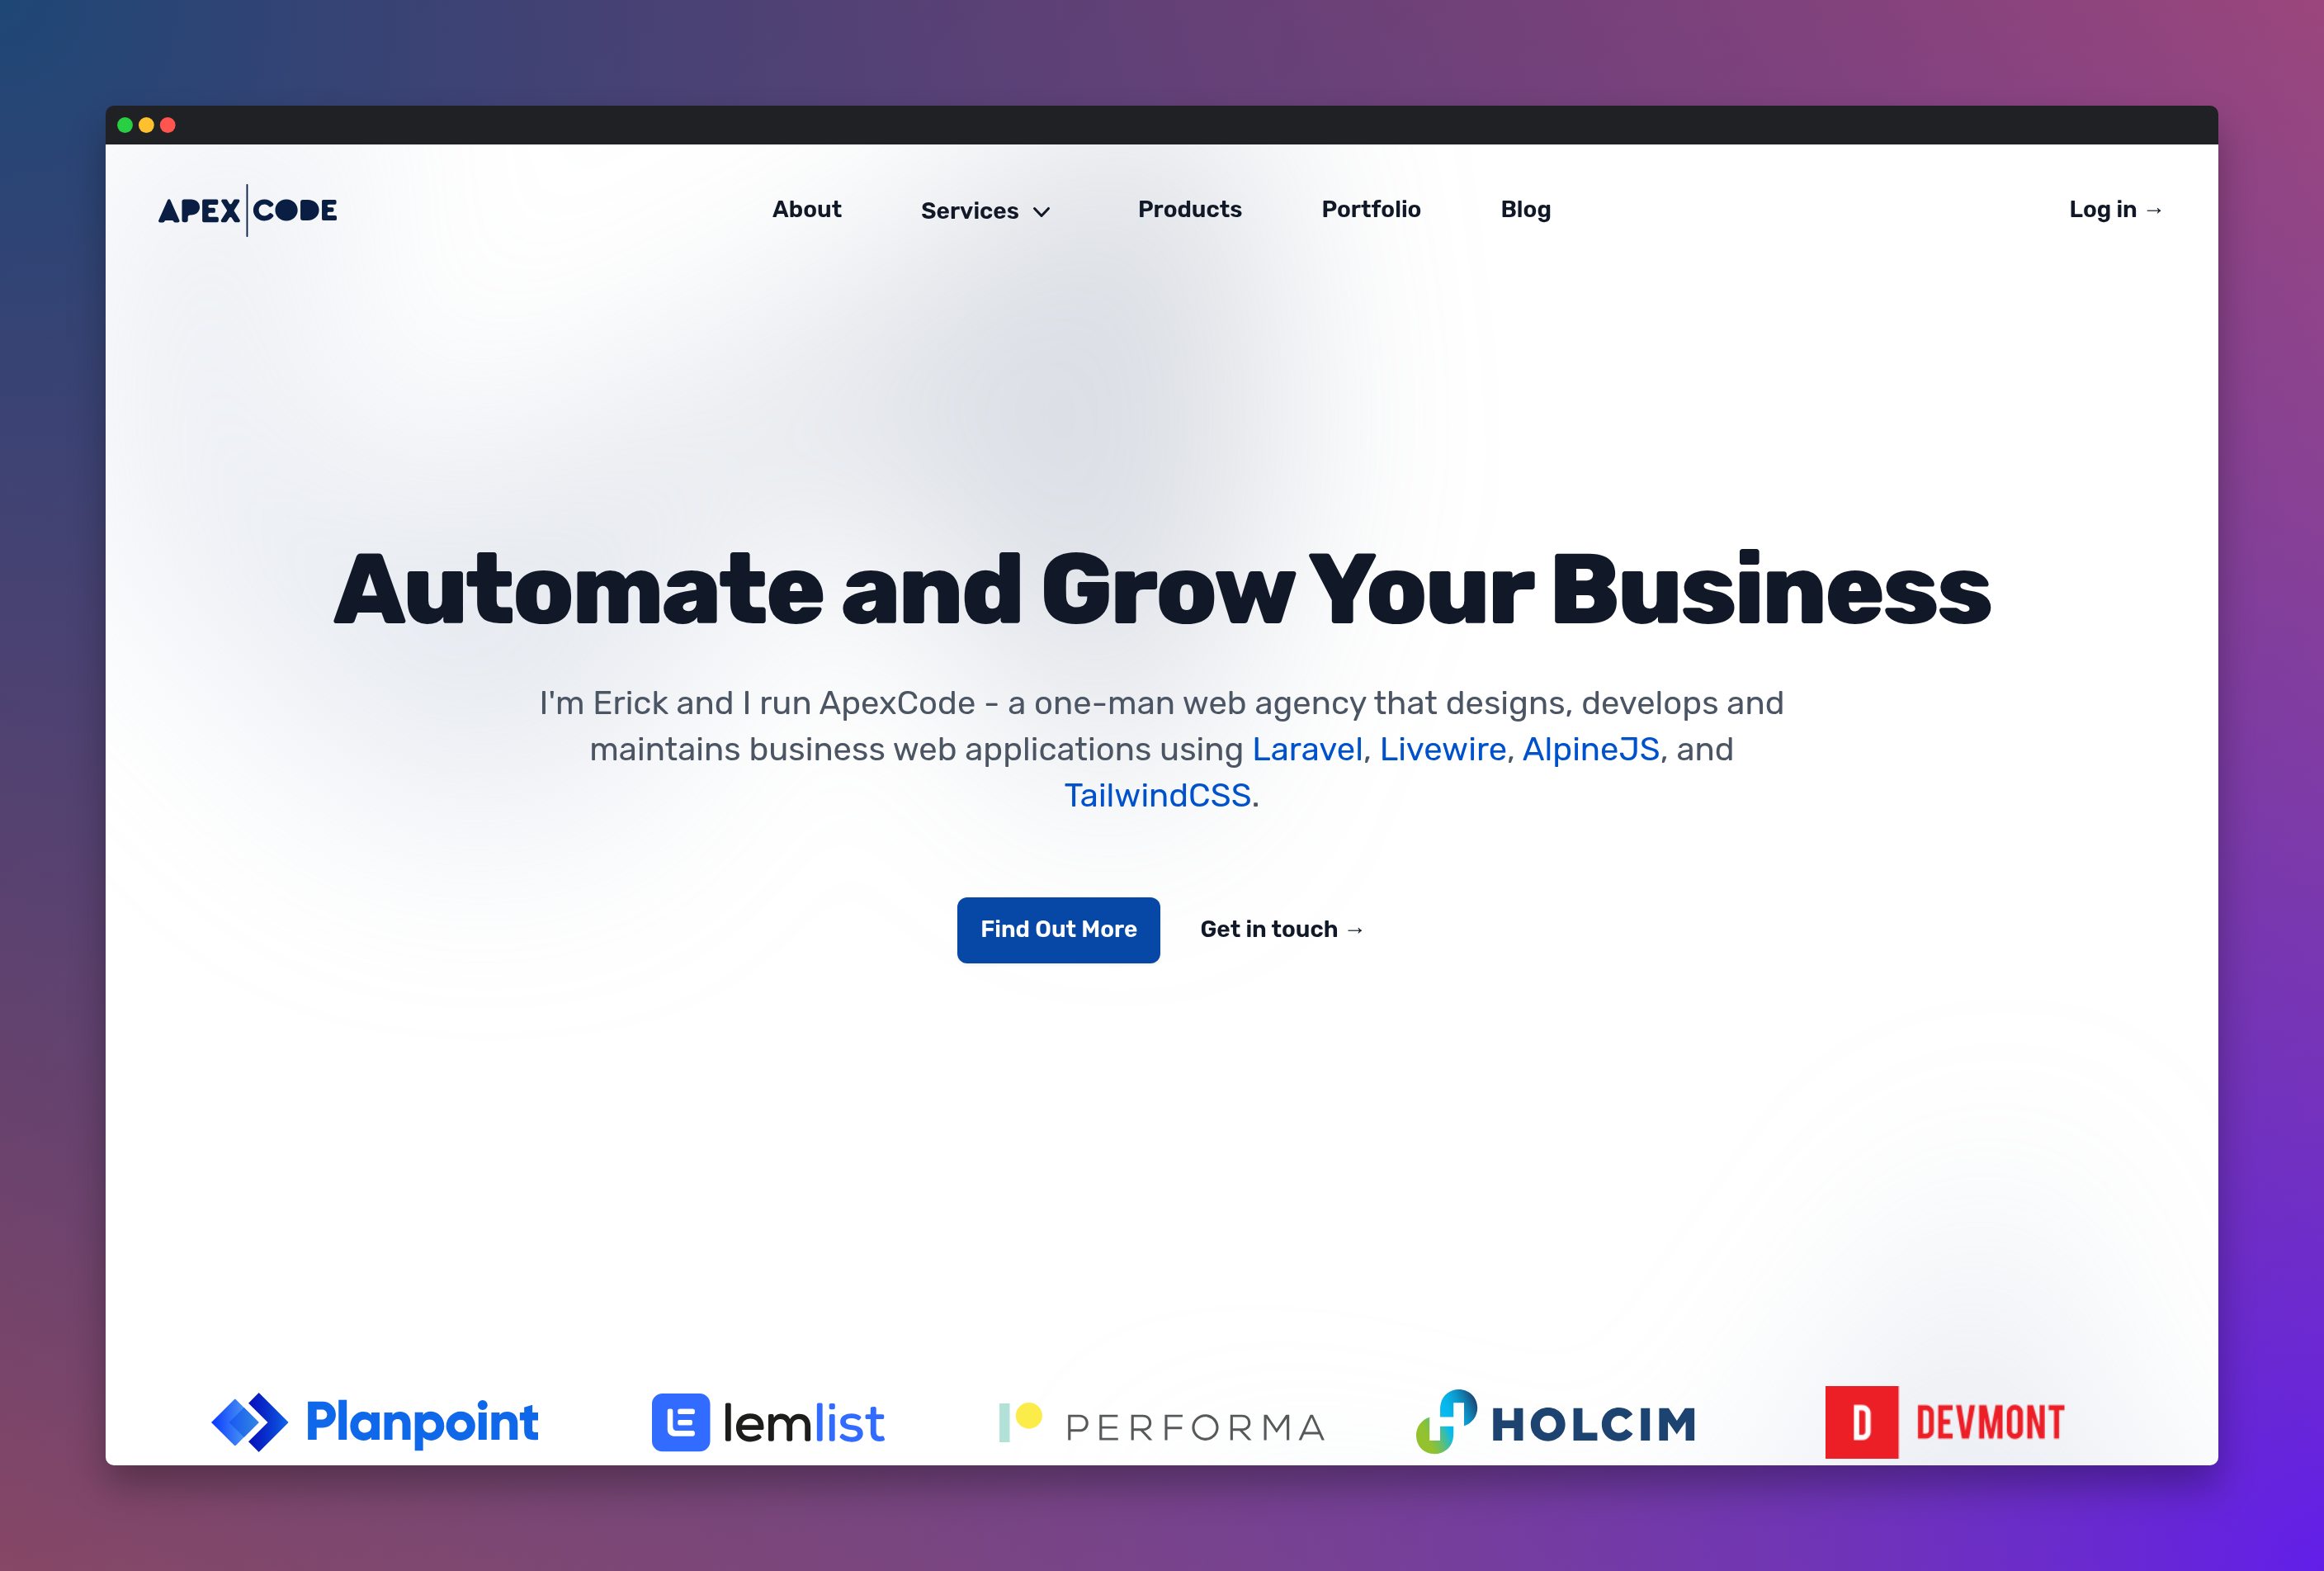 APEX CODE
About Services Products Portfolio Blog Log in →
Automate and Grow Your Business
I'm Erick and I run ApexCode - a one-man web agency that designs, develops and
maintains business web applications using Laravel, Livewire, AlpineJS, and
TailwindCSS.
Find Out More Get in touch →
Planpoint lemlist PERFORMA HOLCIM D DEVMONT